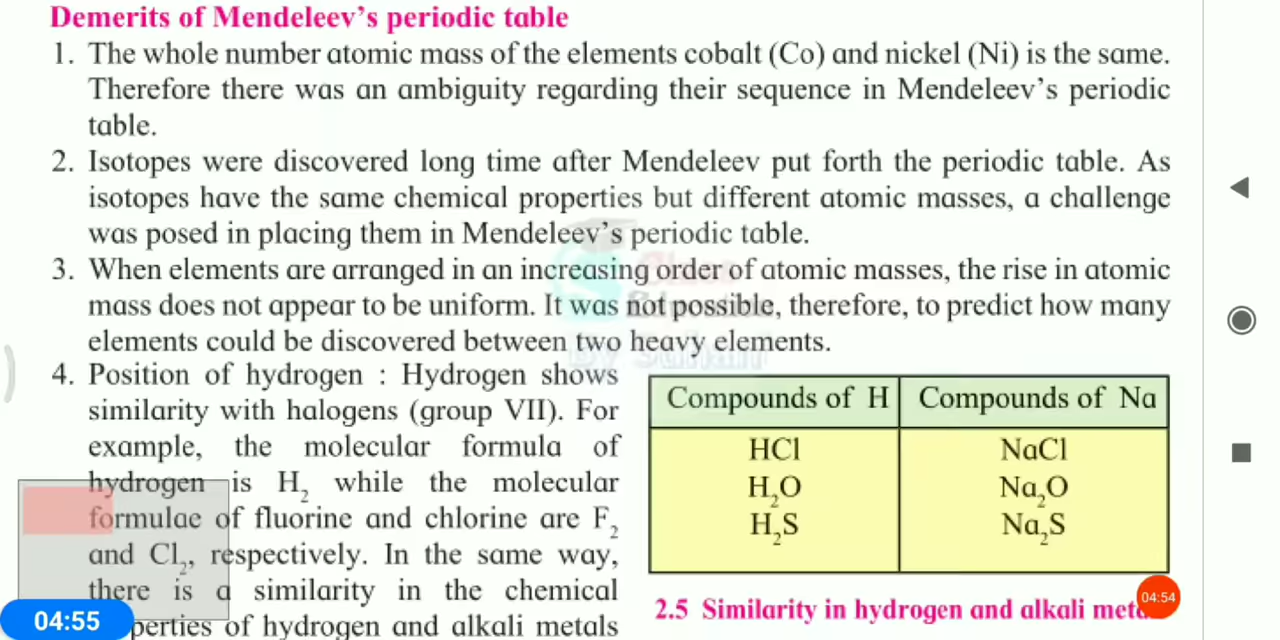 Demerits of Mendeleev's periodic table
1. The whole number atomic mass of the elements cobalt (Co) and nickel (Ni) is the same.
Therefore there was an ambiguity regarding their sequence in Mendeleev's periodic
table.
2. Isotopes were discovered long time after Mendeleev put forth the periodic table. As
isotopes have the same chemical properties but different atomic masses, a challenge
was posed in placing them in Mendeleev's periodic table.
3. When elements are arranged in an increasing order of atomic masses, the rise in atomic
mass does not appear to be uniform. It was not possible, therefore, to predict how many
elements could be discovered between two heavy elements.
4. Position of hydrogen : Hydrogen shows
similarity with halogens (group VII). For
example, the molecular formula of
hydrogen is H₂ while the molecular
formulae of fluorine and chlorine are F₂
and Cl₂, respectively. In the same way,
there is a similarity in the chemical
of hydrogen and alkali metals
Compounds of H Compounds of Na
HCl NaCl
H₂O Na₂O
H₂S Na₂S
2.5 Similarity in hydrogen and alkali
04:54
04:55